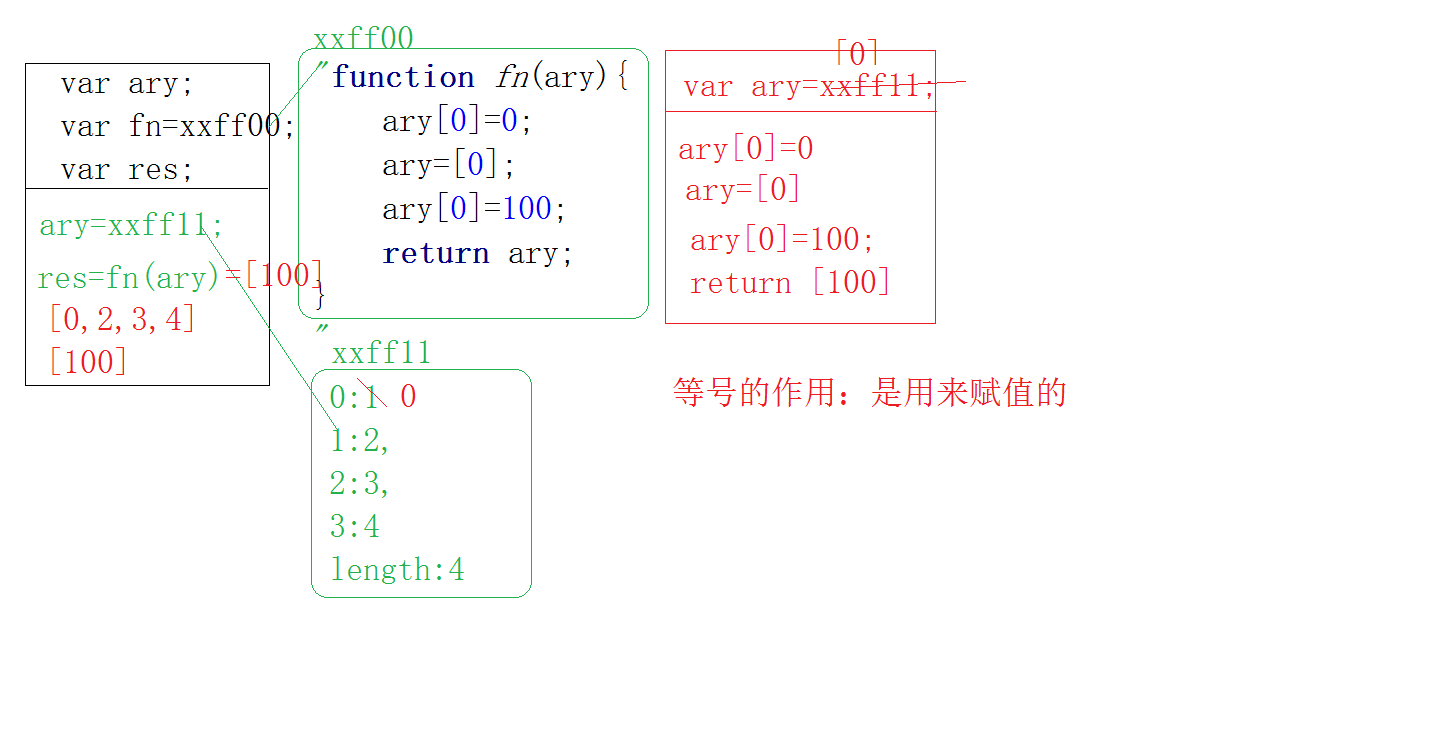 var ary;
var fn=xxff00;
var res;
ary=xxff11;
res=fn(ary)=[100]
[0,2,3,4]
[100]
xxff00
"function fn(ary){
ary[0]=0;
ary=[0];
ary[0]=100;
return ary;
}
"
xxff11
0:1 0
1:2,
2:3,
3:4
length:4
[0]
var ary=xxff11;
ary[0]=0
ary=[0]
ary[0]=100;
return [100]
等号的作用：是用来赋值的